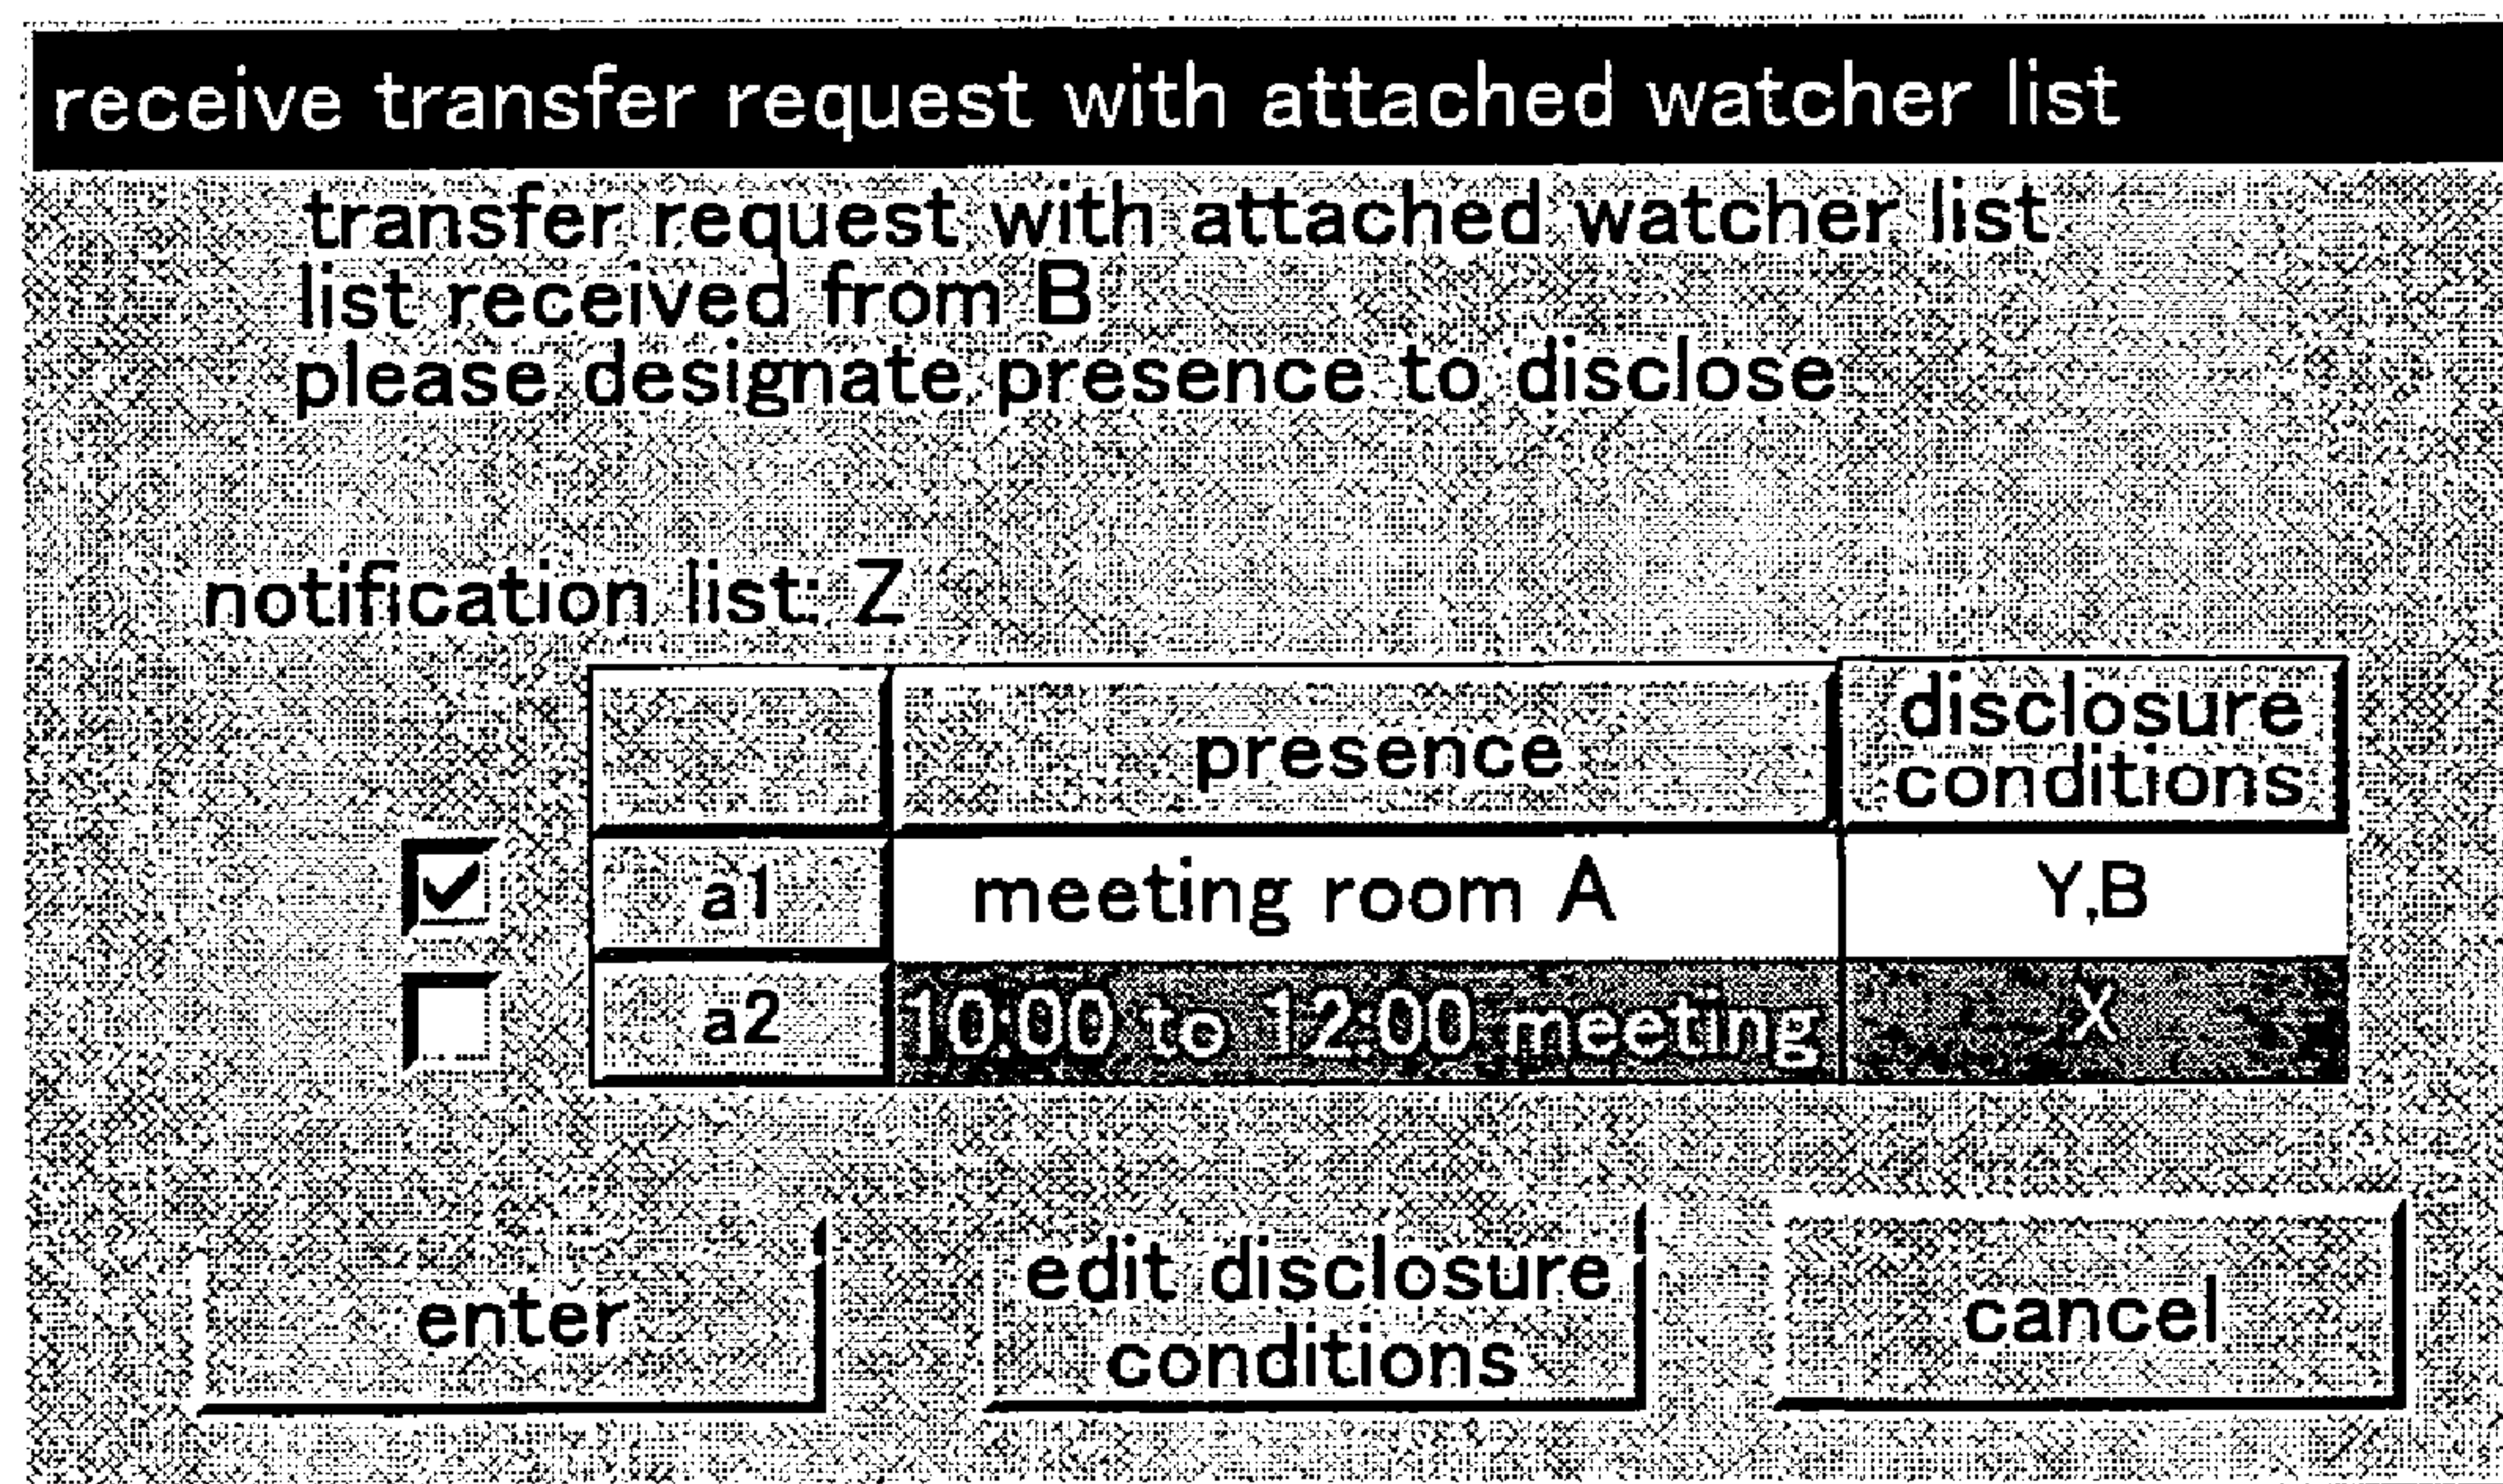 receive transfer request with attached watcher list
transfer request with attached watcher list
list received from B
please designate presence to disclose
notification list: Z
presence
disclosure
conditions
a1
meeting room A
Y,B
a2
10:00 to 12:00 meeting
X
enter
edit disclosure
conditions
cancel